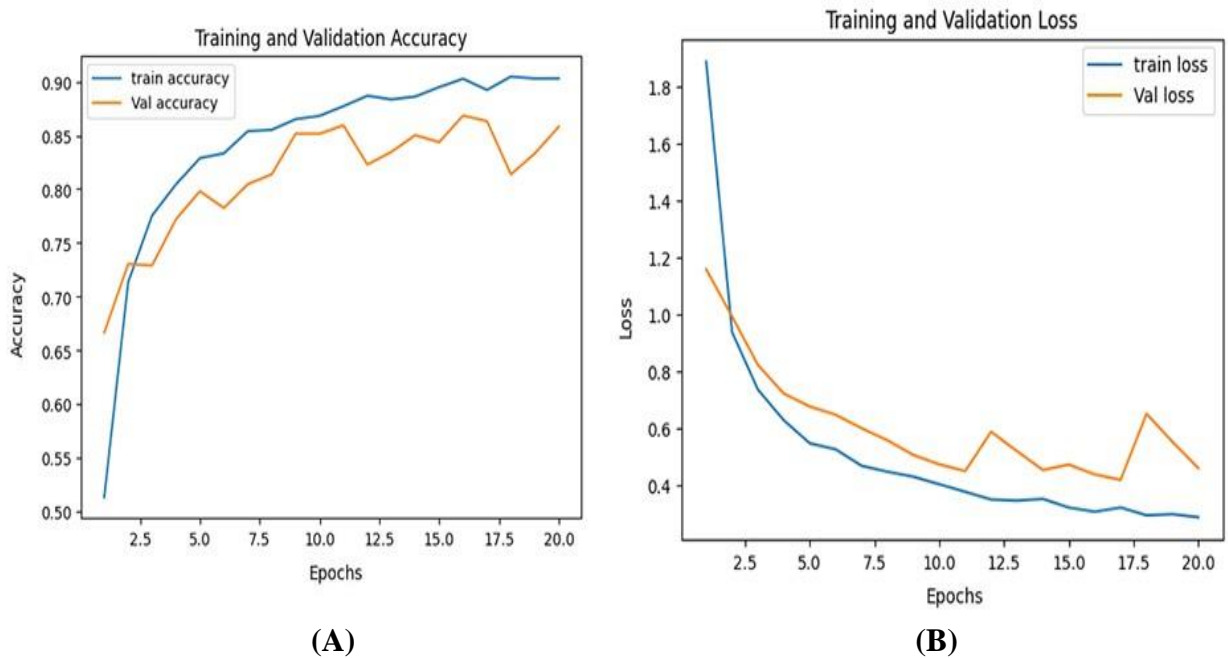 Training and Validation Accuracy
train accuracy
Val accuracy
0.90
0.85
0.80
0.75
0.70
0.65
0.60
0.55
0.50
Accuracy
2.5 5.0 7.5 10.0 12.5 15.0 17.5 20.0
Epochs
(A)
Training and Validation Loss
train loss
Val loss
1.8
1.6
1.4
1.2
1.0
0.8
0.6
0.4
Loss
2.5 5.0 7.5 10.0 12.5 15.0 17.5 20.0
Epochs
(B)